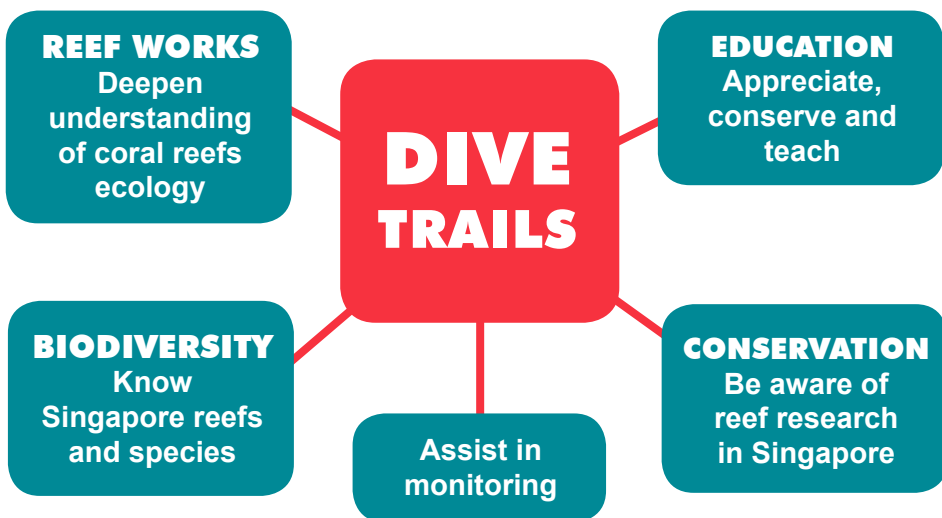 REEF WORKS
Deepen
understanding
of coral reefs
ecology
EDUCATION
Appreciate,
conserve and
teach
DIVE
TRAILS
BIODIVERSITY
Know
Singapore reefs
and species
Assist in
monitoring
CONSERVATION
Be aware of
reef research
in Singapore